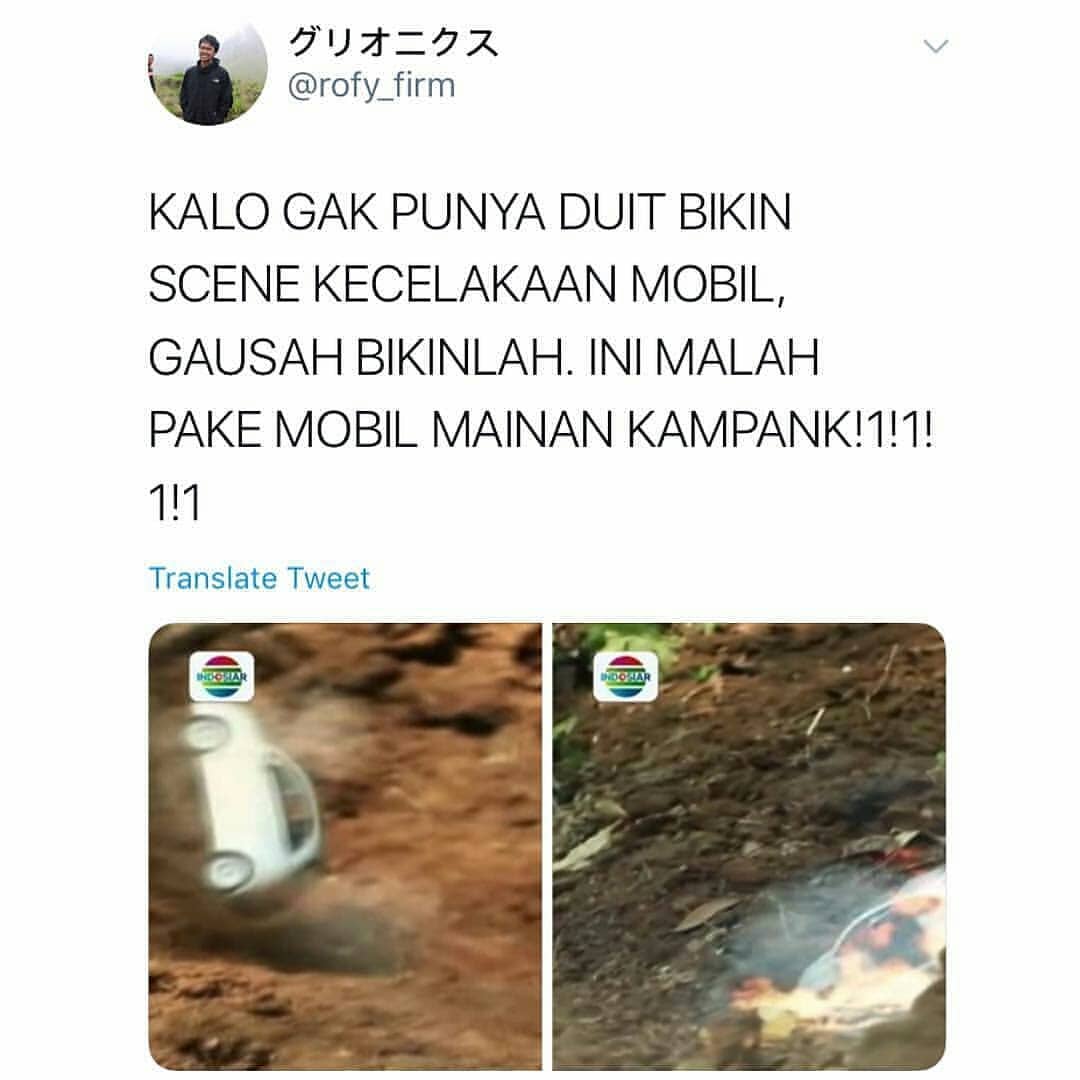 グリオニクス
@rofy_firm
KALO GAK PUNYA DUIT BIKIN
SCENE KECELAKAAN MOBIL,
GAUSAH BIKINLAH. INI MALAH
PAKE MOBIL MAINAN KAMPANK!1!1!
1!1
Translate Tweet
INDOSIAR
INDOSIAR